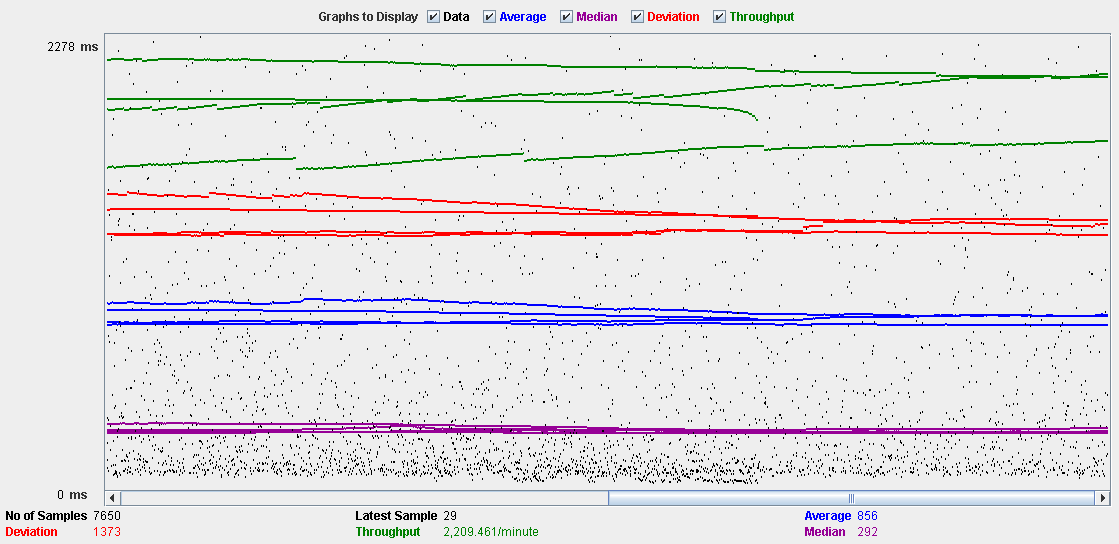 Graphs to Display Data Average Median Deviation Throughput
2278 ms
0 ms
No of Samples 7650 Latest Sample 29 Average 856
Deviation 1373 Throughput 2,209.461/minute Median 292